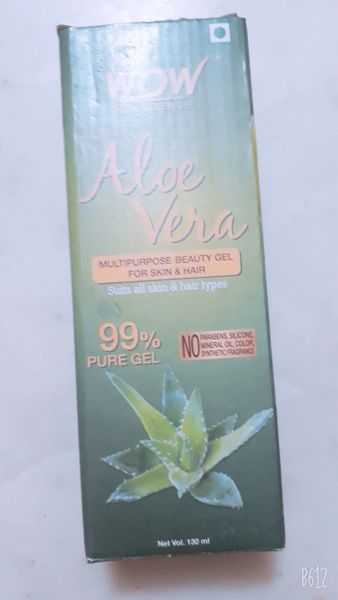 WOW
TM
Aloe
Vera
MULTIPURPOSE BEAUTY GEL
FOR SKIN & HAIR
Suits all skin & hair types
99%
PURE GEL
NO PARABENS, SILICONE,
MINERAL OIL, COLOR,
SYNTHETIC FRAGRANCE
Net Vol. 130 ml
B612